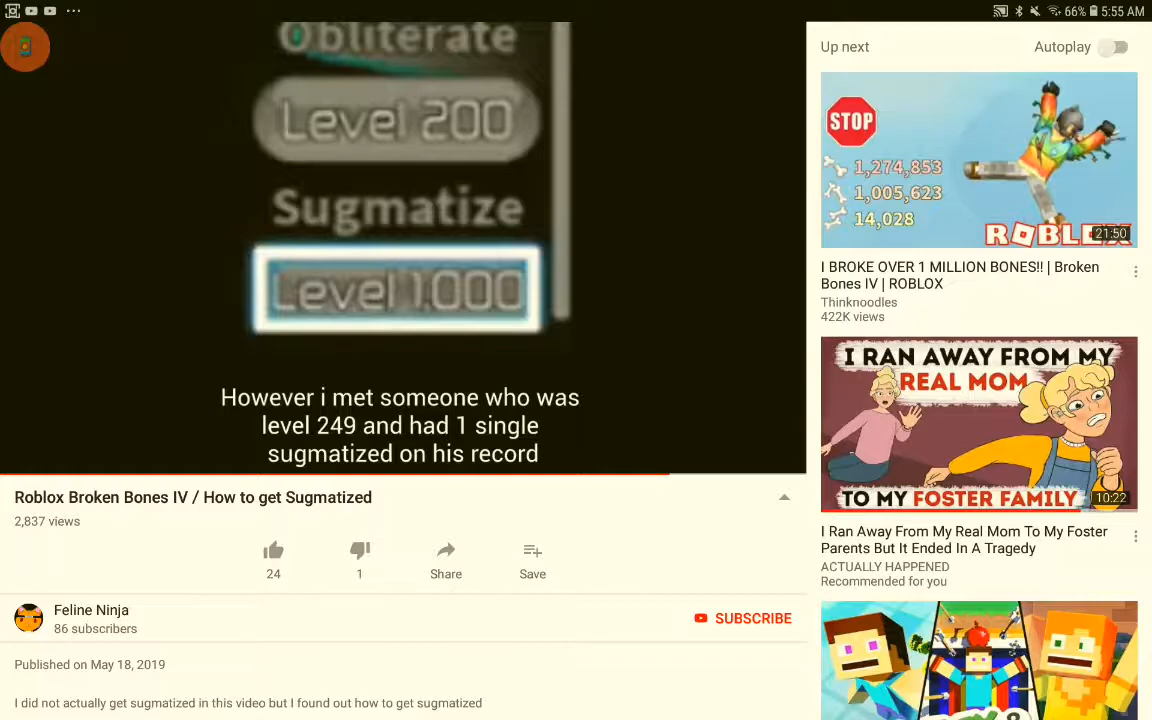 66% 5:55 AM
Obliterate
Level 200
Sugmatize
Level 1,000
However i met someone who was
level 249 and had 1 single
sugmatized on his record
Roblox Broken Bones IV / How to get Sugmatized
2,837 views
24
1
Share
Save
Feline Ninja
86 subscribers
SUBSCRIBE
Published on May 18, 2019
I did not actually get sugmatized in this video but I found out how to get sugmatized
Up next
Autoplay
STOP
1,274,853
1,005,623
14,028
ROBLOX
21:50
I BROKE OVER 1 MILLION BONES!! | Broken
Bones IV | ROBLOX
Thinknoodles
422K views
I RAN AWAY FROM MY
REAL MOM
TO MY FOSTER FAMILY
10:22
I Ran Away From My Real Mom To My Foster
Parents But It Ended In A Tragedy
ACTUALLY HAPPENED
Recommended for you